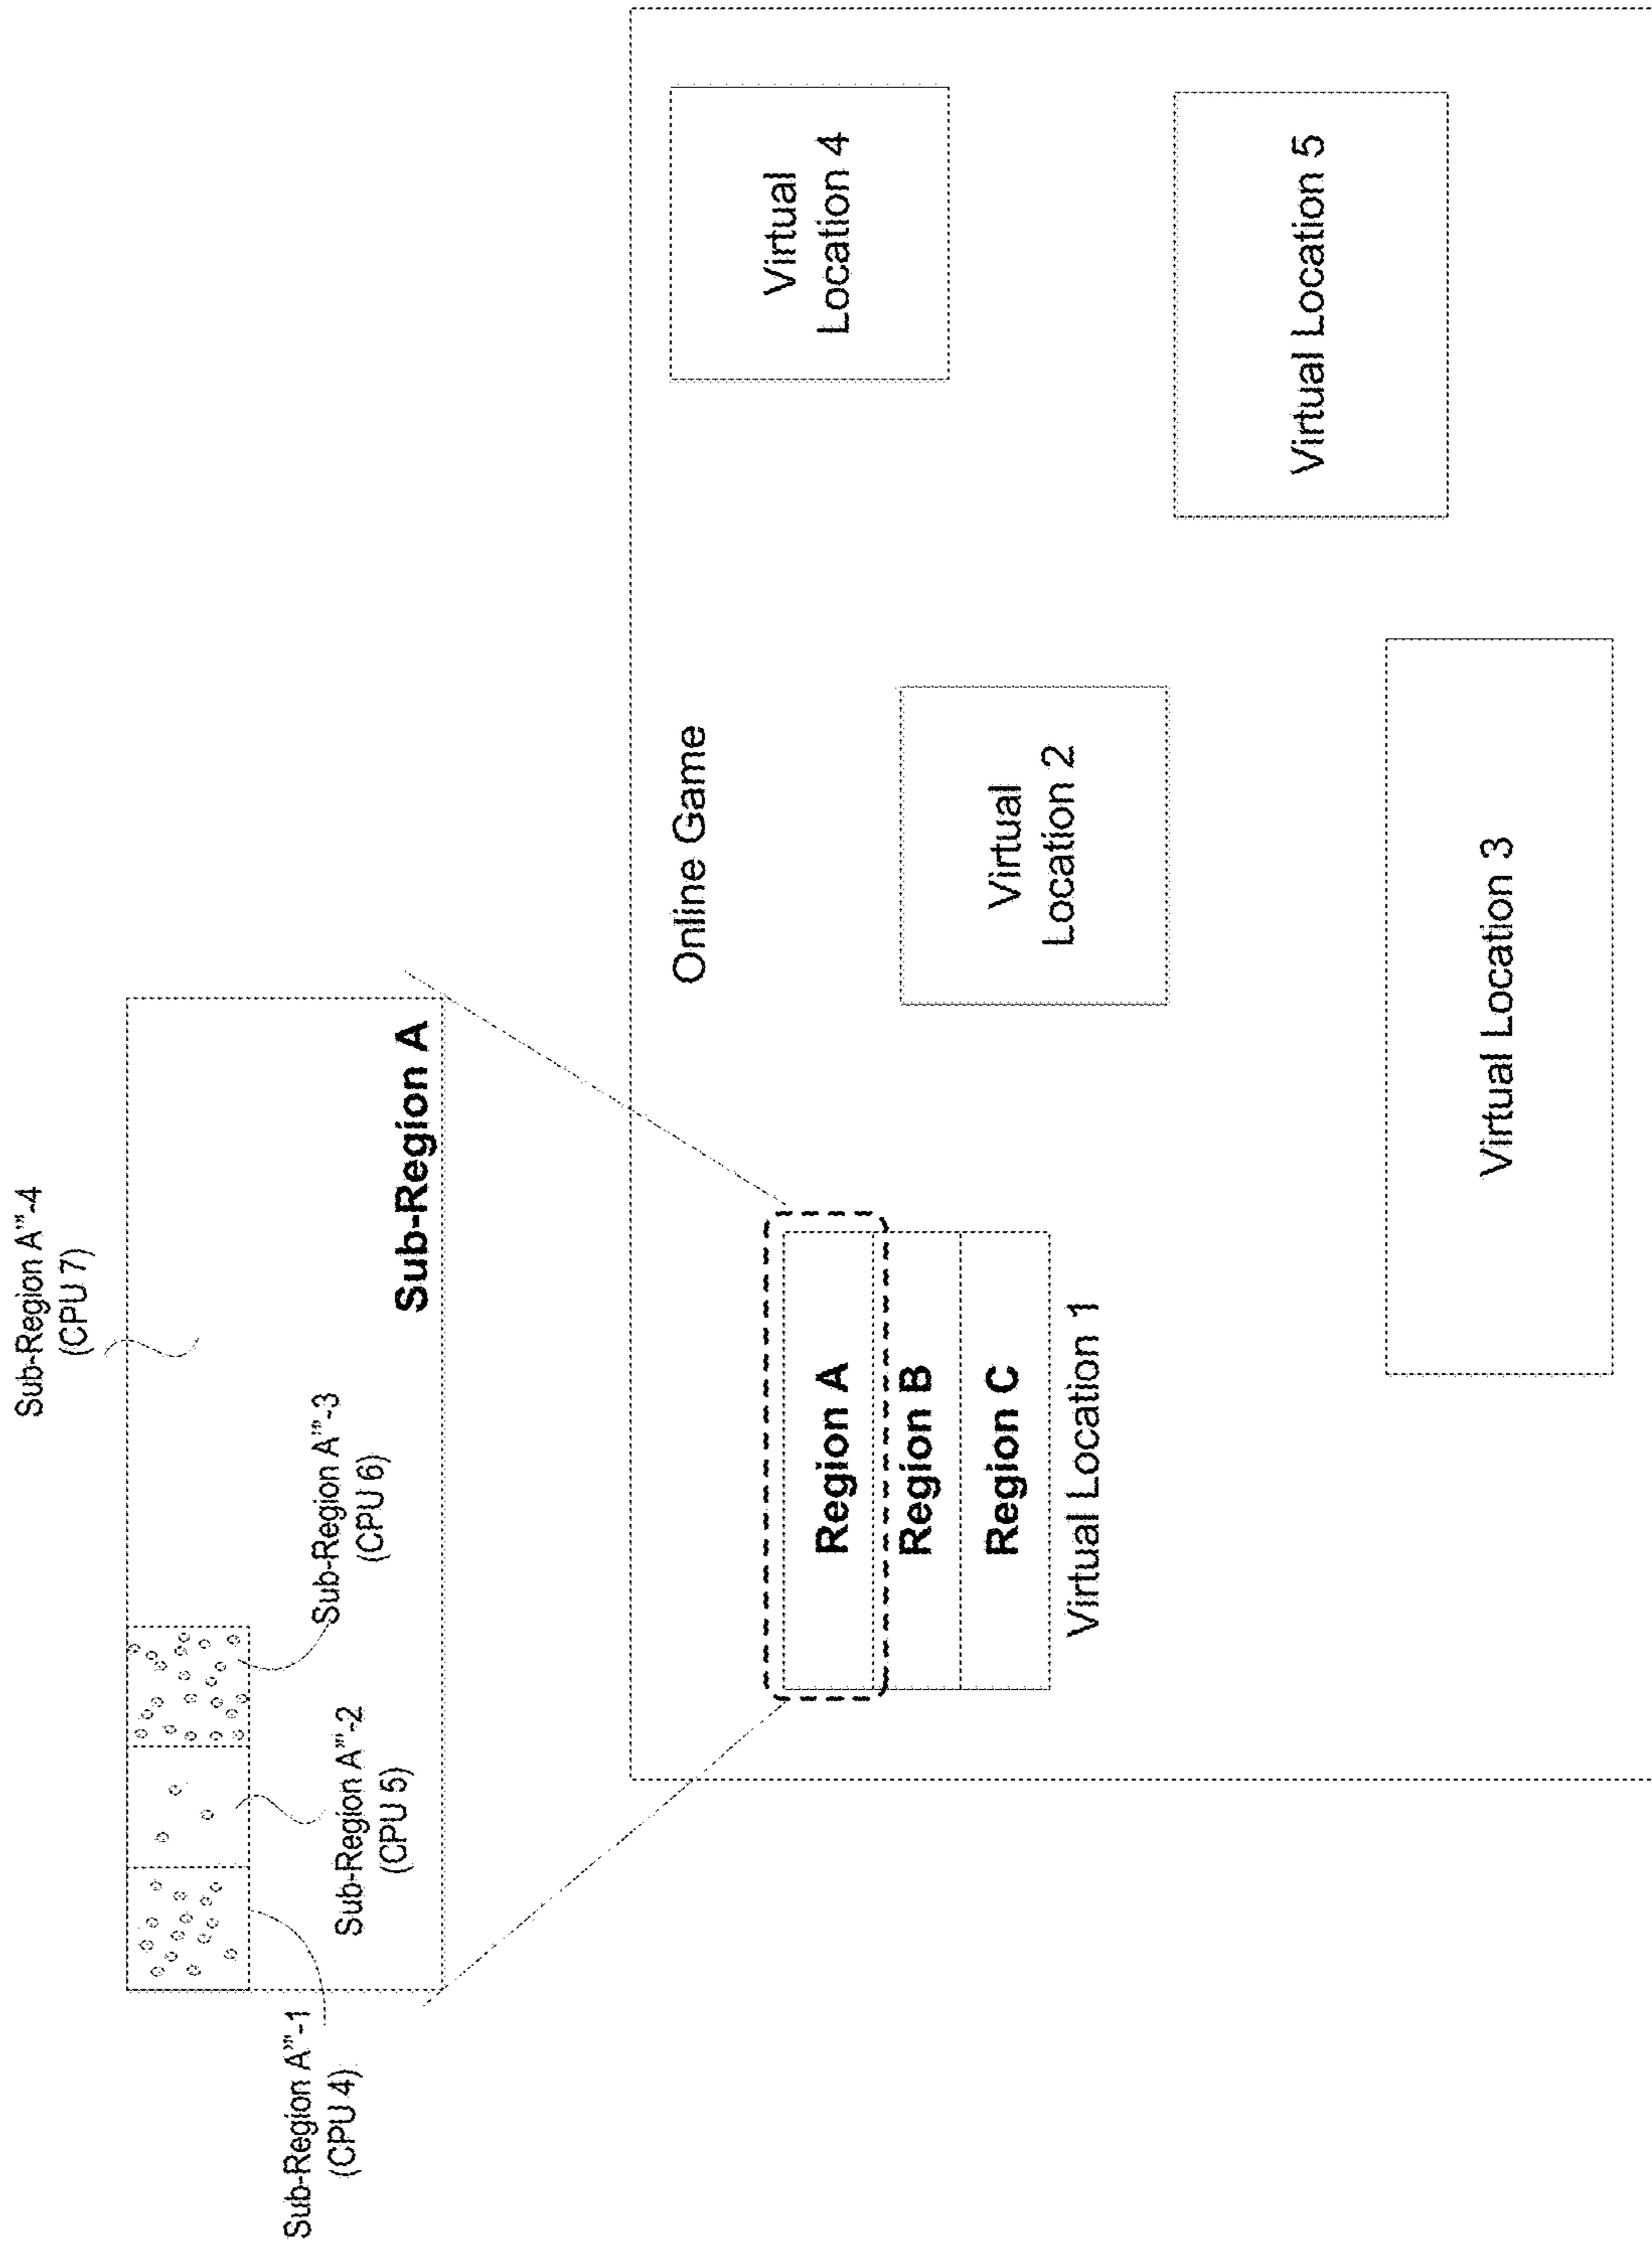 Sub-Region A'''-4
(CPU 7)
Sub-Region A'''-1
(CPU 4)
Sub-Region A'''-2
(CPU 5)
Sub-Region A'''-3
(CPU 6)
Sub-Region A
Online Game
Virtual
Location 4
Region A
Region B
Region C
Virtual Location 1
Virtual
Location 2
Virtual Location 5
Virtual Location 3